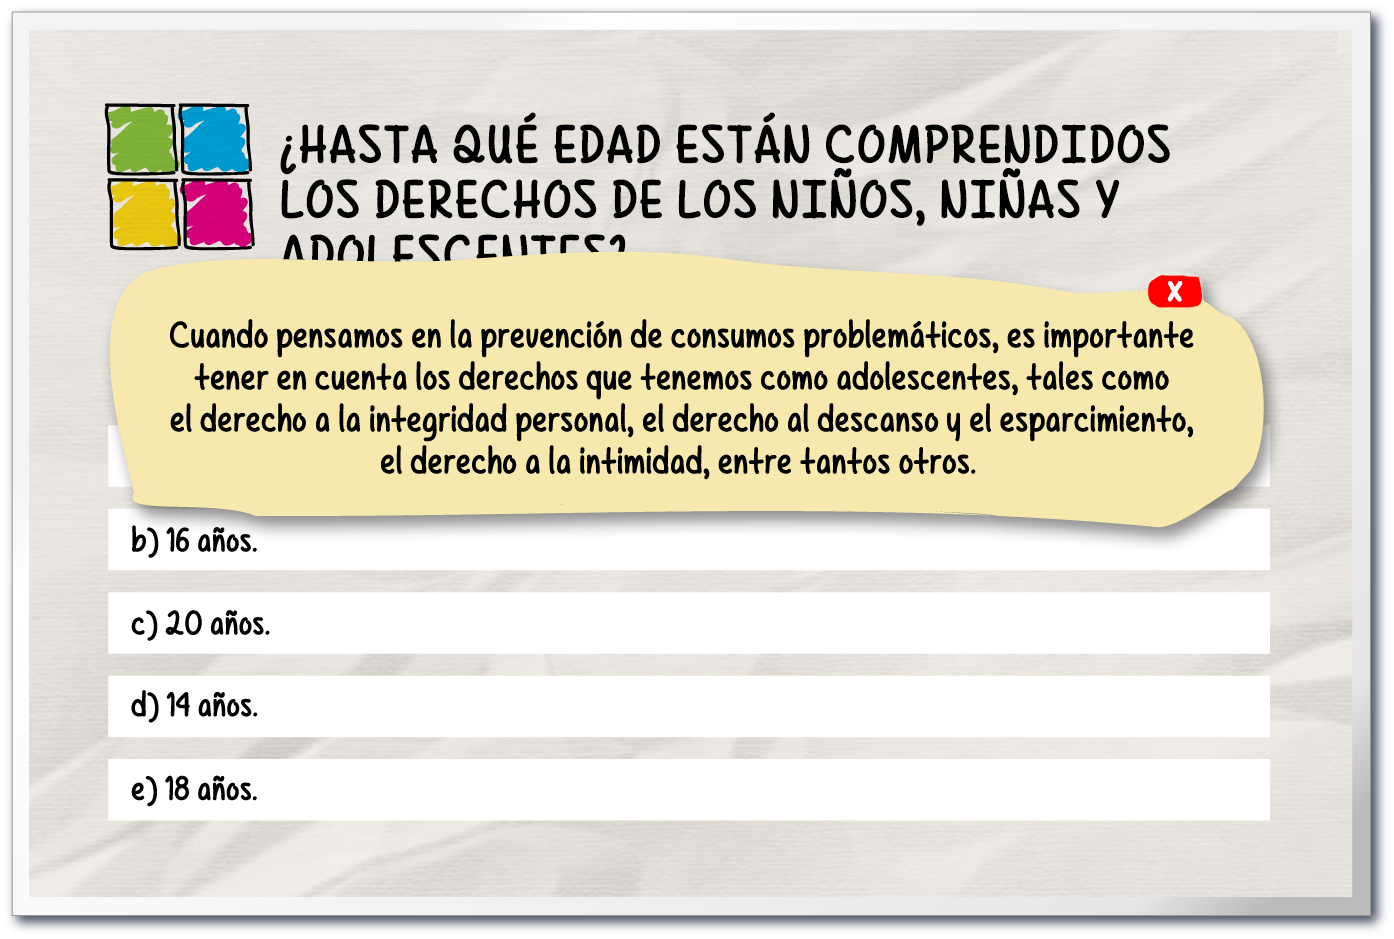 ¿HASTA QUÉ EDAD ESTÁN COMPRENDIDOS
LOS DERECHOS DE LOS NIÑOS, NIÑAS Y
ADOLESCENTES?
X
Cuando pensamos en la prevención de consumos problemáticos, es importante
tener en cuenta los derechos que tenemos como adolescentes, tales como
el derecho a la integridad personal, el derecho al descanso y el esparcimiento,
el derecho a la intimidad, entre tantos otros.
b) 16 años.
c) 20 años.
d) 14 años.
e) 18 años.